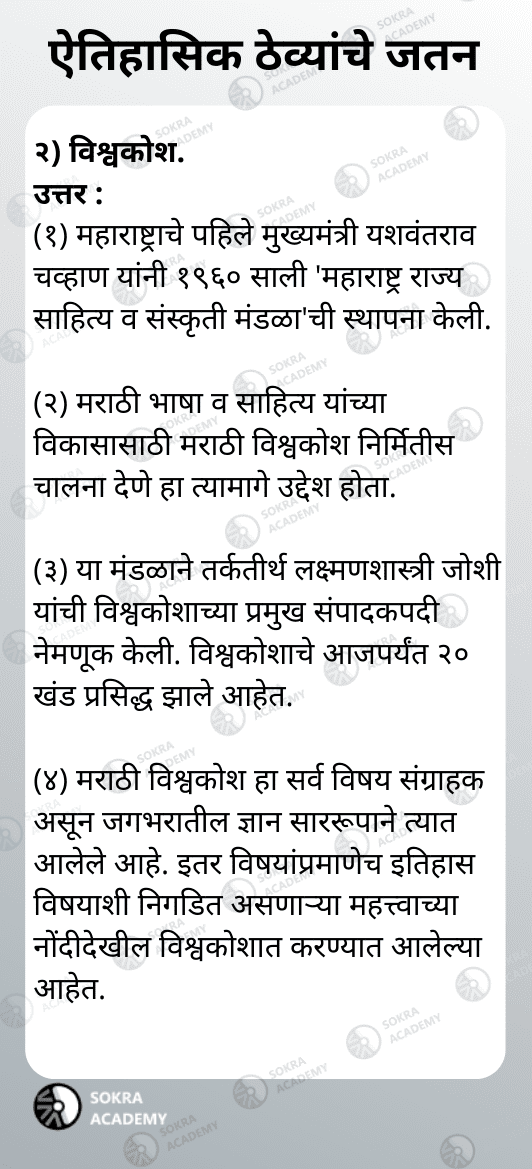 ऐतिहासिक ठेव्यांचे जतन
२) विश्वकोश.
उत्तर :
(१) महाराष्ट्राचे पहिले मुख्यमंत्री यशवंतराव
चव्हाण यांनी १९६० साली 'महाराष्ट्र राज्य
साहित्य व संस्कृती मंडळा'ची स्थापना केली.
(२) मराठी भाषा व साहित्य यांच्या
विकासासाठी मराठी विश्वकोश निर्मितीस
चालना देणे हा त्यामागे उद्देश होता.
(३) या मंडळाने तर्कतीर्थ लक्ष्मणशास्त्री जोशी
यांची विश्वकोशाच्या प्रमुख संपादकपदी
नेमणूक केली. विश्वकोशाचे आजपर्यंत २०
खंड प्रसिद्ध झाले आहेत.
(४) मराठी विश्वकोश हा सर्व विषय संग्राहक
असून जगभरातील ज्ञान साररूपाने त्यात
आलेले आहे. इतर विषयांप्रमाणेच इतिहास
विषयाशी निगडित असणाऱ्या महत्त्वाच्या
नोंदीदेखील विश्वकोशात करण्यात आलेल्या
आहेत.
SOKRA
ACADEMY